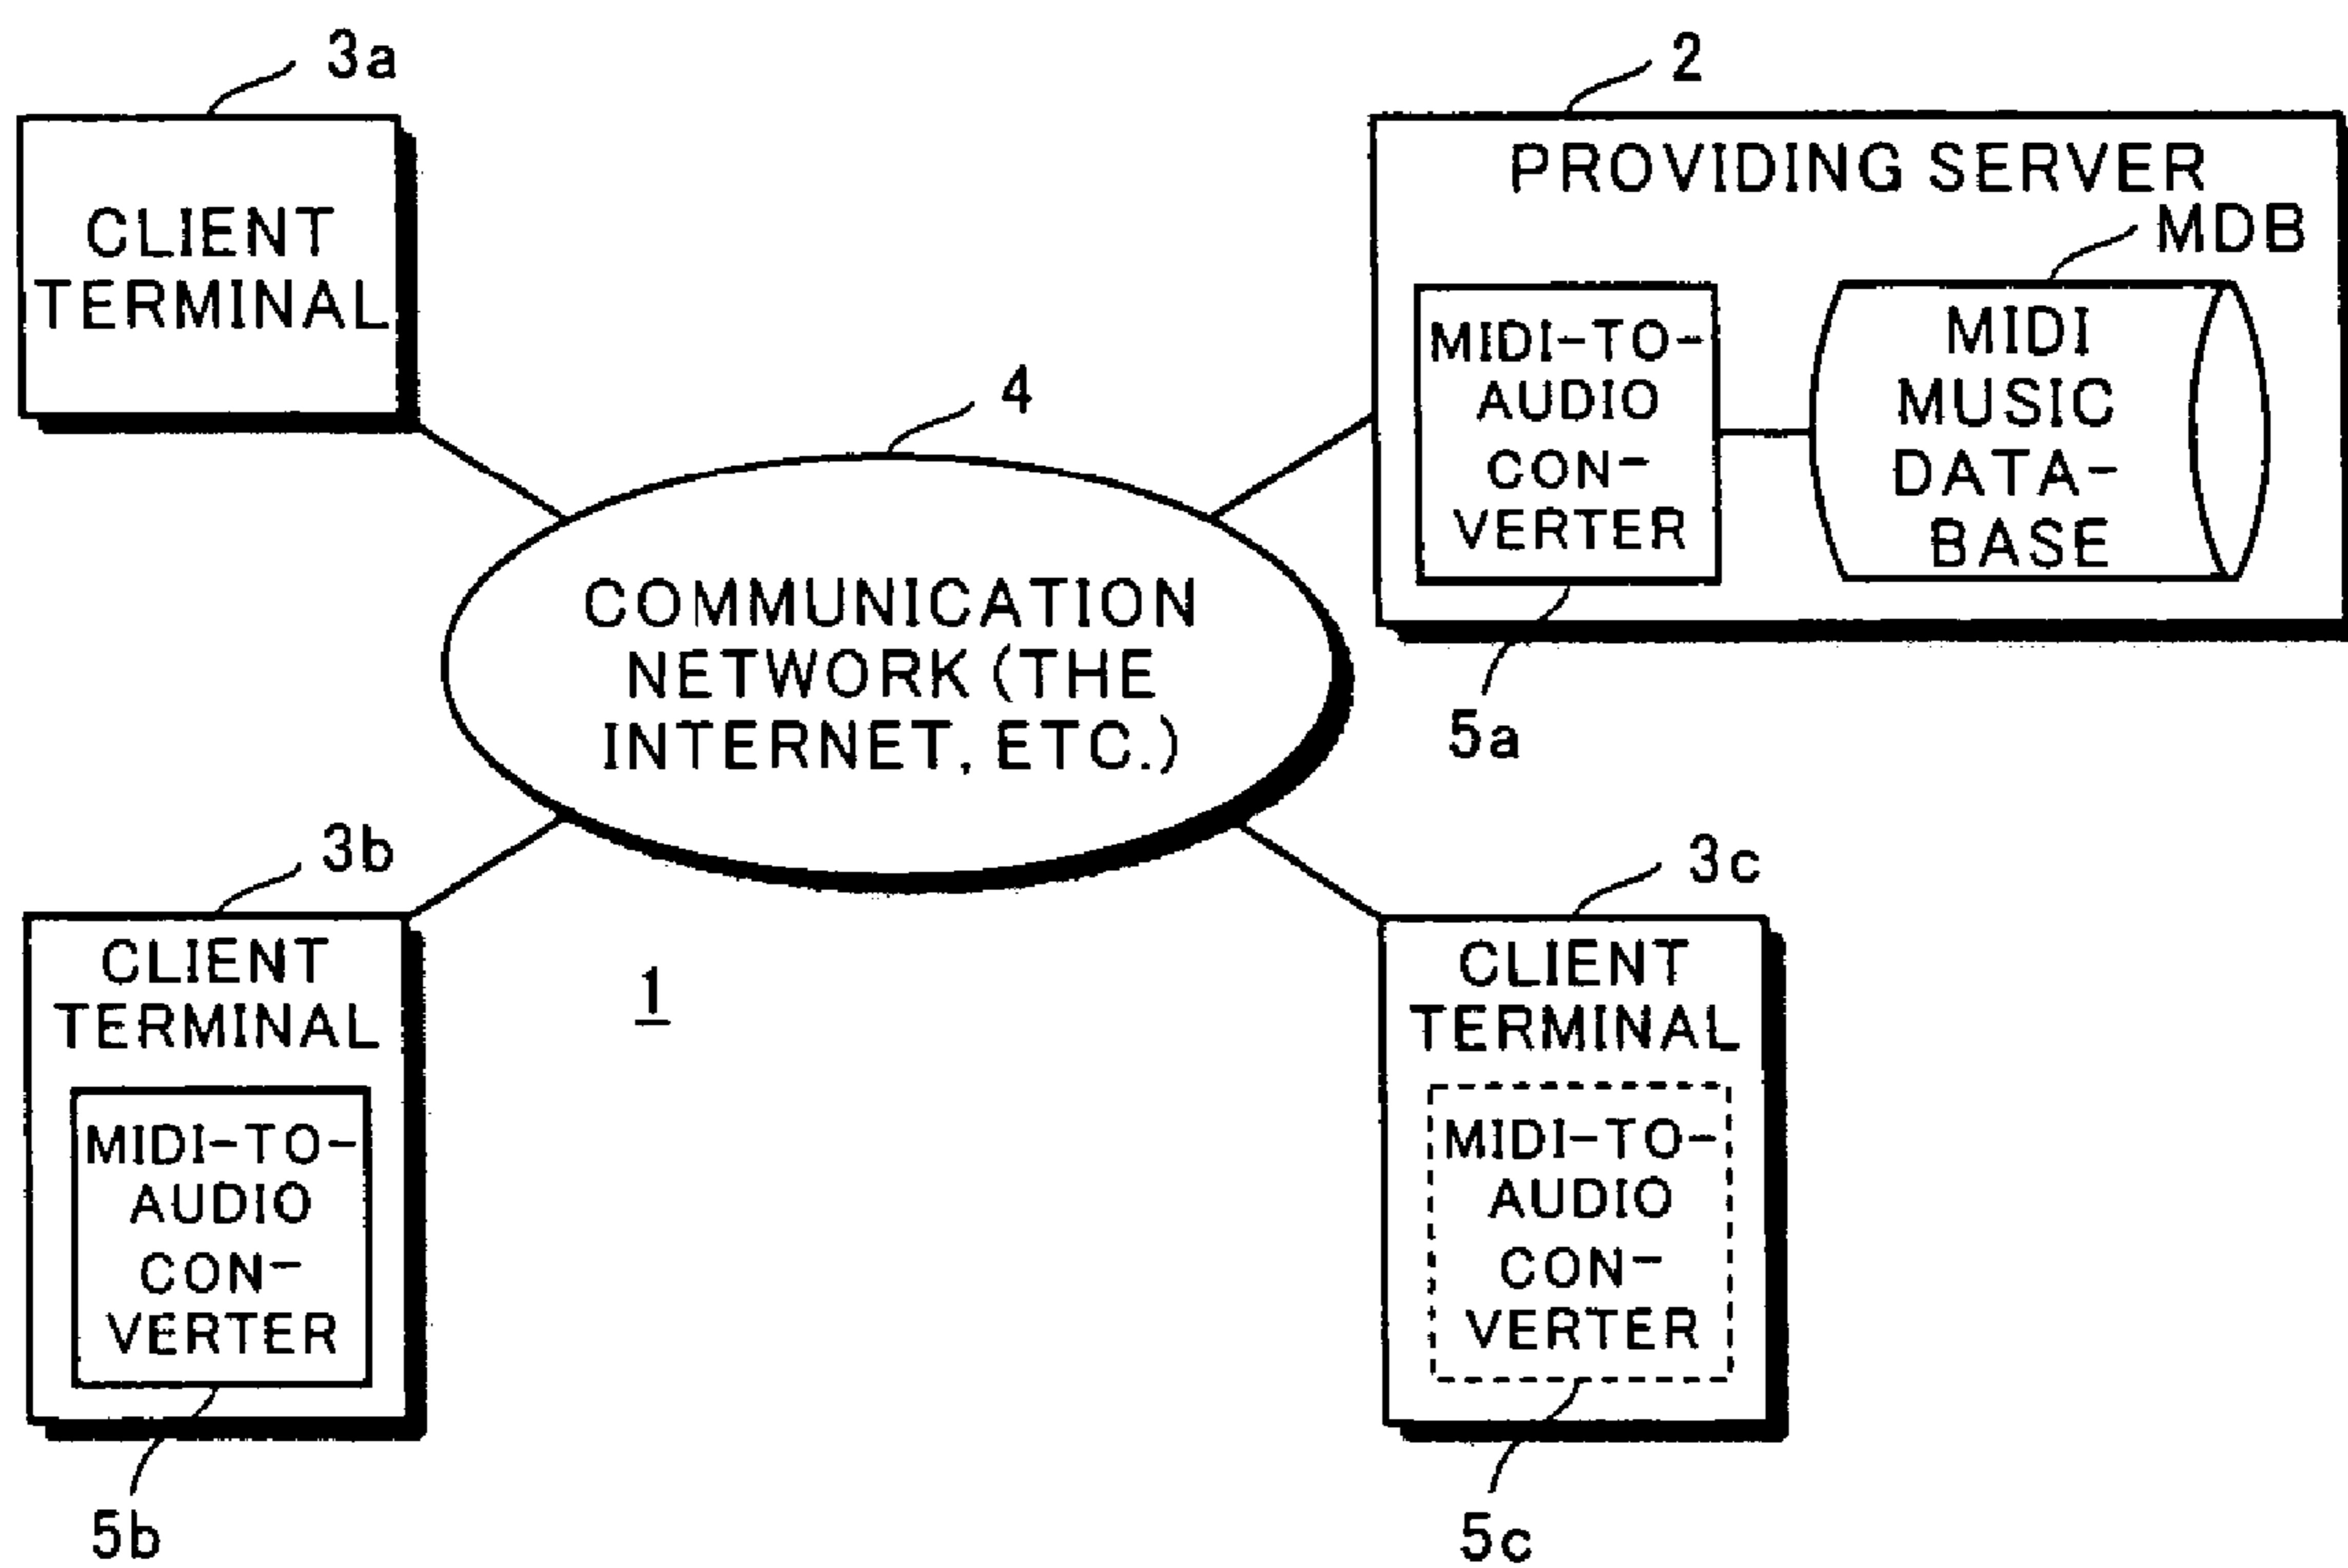 3a
CLIENT
TERMINAL
2
PROVIDING SERVER
MDB
MIDI-TO-
AUDIO
CON-
VERTER
MIDI
MUSIC
DATA-
BASE
5a
4
COMMUNICATION
NETWORK (THE
INTERNET, ETC.)
3b
CLIENT
TERMINAL
MIDI-TO-
AUDIO
CON-
VERTER
5b
1
3c
CLIENT
TERMINAL
MIDI-TO-
AUDIO
CON-
VERTER
5c